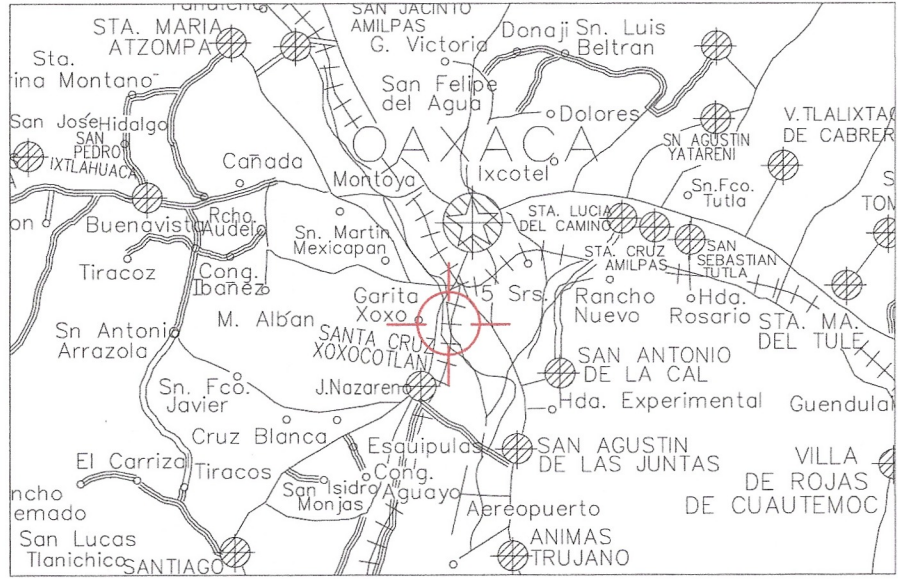 SAN JACINTO
AMILPAS
STA. MARIA
ATZOMPA
G. Victoria
Donají
Sn. Luis
Beltran
Sta.
ina Montano
San Felipe
del Agua
Dolores
V.TLALIXTAC
DE CABRER
San José
Hidalgo
SAN
PEDRO
IXTLAHUACA
OAXACA
SN AGUSTIN
YATARENI
Cañada
Montoya
Ixcotel
Sn.Fco.
Tutla
S
TOM
on
Buenavista
Rcho
Audel
Sn. Martin
Mexicapan
STA. LUCIA
DEL CAMINO
STA. CRUZ
AMILPAS
SAN
SEBASTIAN
TUTLA
Tiracoz
Cong.
Ibañez
Garita
Xoxo
A 15 Srs.
Rancho
Nuevo
Hda.
Rosario
STA. MA.
DEL TULE
M. Albán
Sn Antonio
Arrazola
SANTA CRUZ
XOXOCOTLAN
SAN ANTONIO
DE LA CAL
Sn. Fco.
Javier
J.Nazareno
Hda. Experimental
Guendulai
Cruz Blanca
Esquipulas
SAN AGUSTIN
DE LAS JUNTAS
VILLA
DE ROJAS
DE CUAUTEMOC
El Carrizal
Tiracos
San Isidro
Monjas
Cong.
Aguayo
ncho
emado
Aereopuerto
San Lucas
Tlanichico
SANTIAGO
ANIMAS
TRUJANO